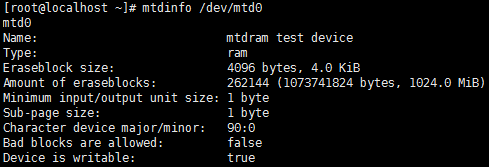 [root@localhost ~]# mtdinfo /dev/mtd0
mtd0
Name: mtdram test device
Type: ram
Eraseblock size: 4096 bytes, 4.0 KiB
Amount of eraseblocks: 262144 (1073741824 bytes, 1024.0 MiB)
Minimum input/output unit size: 1 byte
Sub-page size: 1 byte
Character device major/minor: 90:0
Bad blocks are allowed: false
Device is writable: true